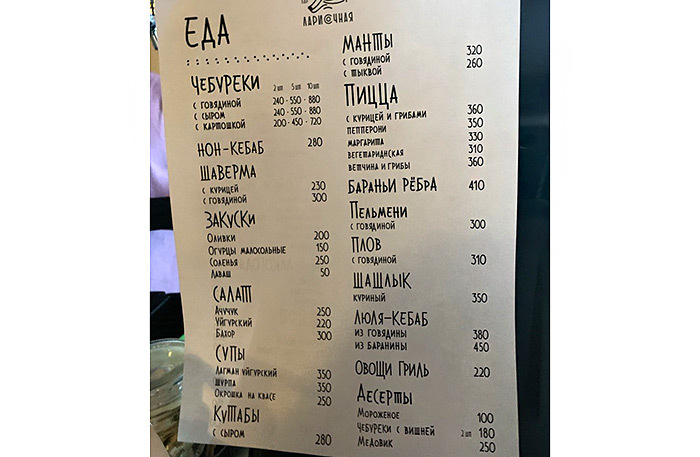 ЛАРИСОЧНАЯ
ЕДА
ЧЕБУРЕКИ 2 шт 5 шт 10 шт
с говядиной 240 - 550 - 880
с сыром 240 - 550 - 880
с картошкой 200 - 450 - 720
НОН-КЕБАБ 280
ШАВЕРМА
с курицей 230
с говядиной 300
ЗАКУСКИ
Оливки 200
Огурцы малосольные 150
Соленья 250
Лаваш 50
САЛАТ
Ачучук 250
Уйгурский 220
Бахор 300
СУПЫ
Лагман уйгурский 350
Шурпа 350
Окрошка на квасе 250
КУТАБЫ
с сыром 280
МАНТЫ
с говядиной 320
с тыквой 260
ПИЦЦА
с курицей и грибами 360
пепперони 350
маргарита 330
вегетарианская 310
ветчина и грибы 360
БАРАНЬИ РЁБРА 410
ПЕЛЬМЕНИ
с говядиной 300
ПЛОВ
с говядиной 310
ШАШЛЫК
куриный 350
ЛЮЛЯ-КЕБАБ
из говядины 380
из баранины 450
ОВОЩИ ГРИЛЬ 220
ДЕСЕРТЫ
Мороженое 100
Чебуреки с вишней 2 шт 180
Медовик 250